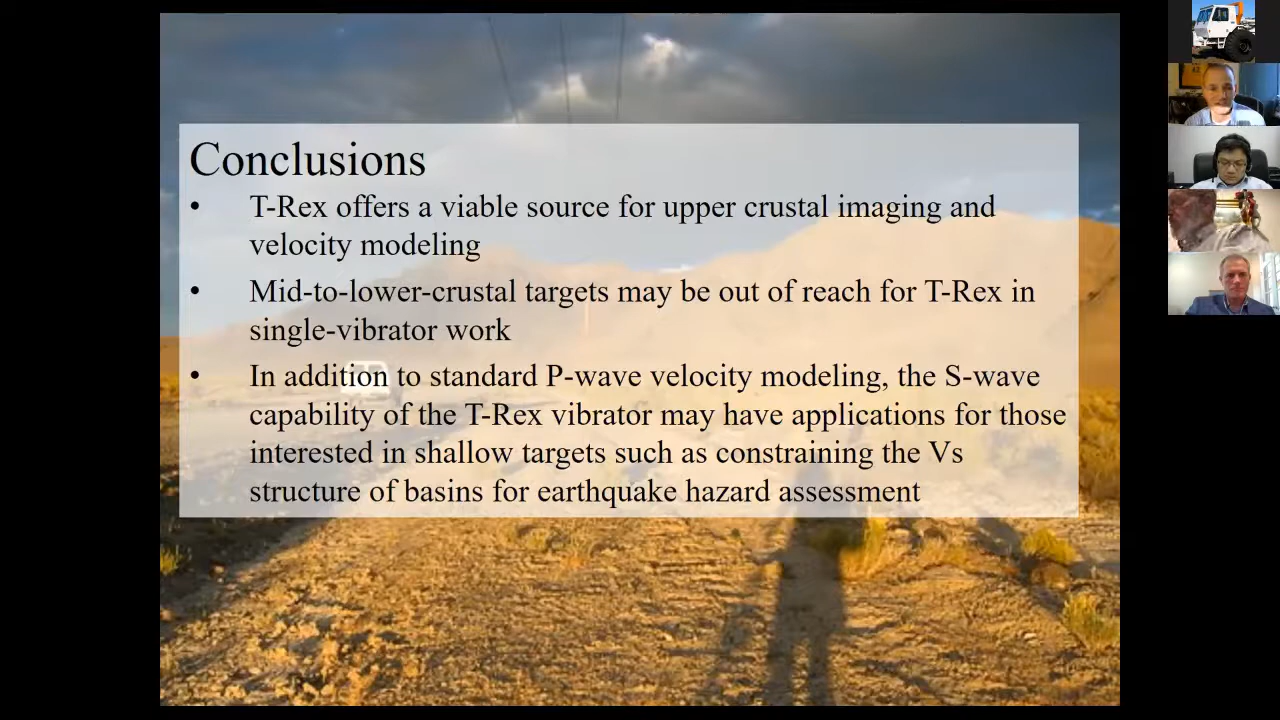 Conclusions
• T-Rex offers a viable source for upper crustal imaging and
velocity modeling
• Mid-to-lower-crustal targets may be out of reach for T-Rex in
single-vibrator work
• In addition to standard P-wave velocity modeling, the S-wave
capability of the T-Rex vibrator may have applications for those
interested in shallow targets such as constraining the Vs
structure of basins for earthquake hazard assessment